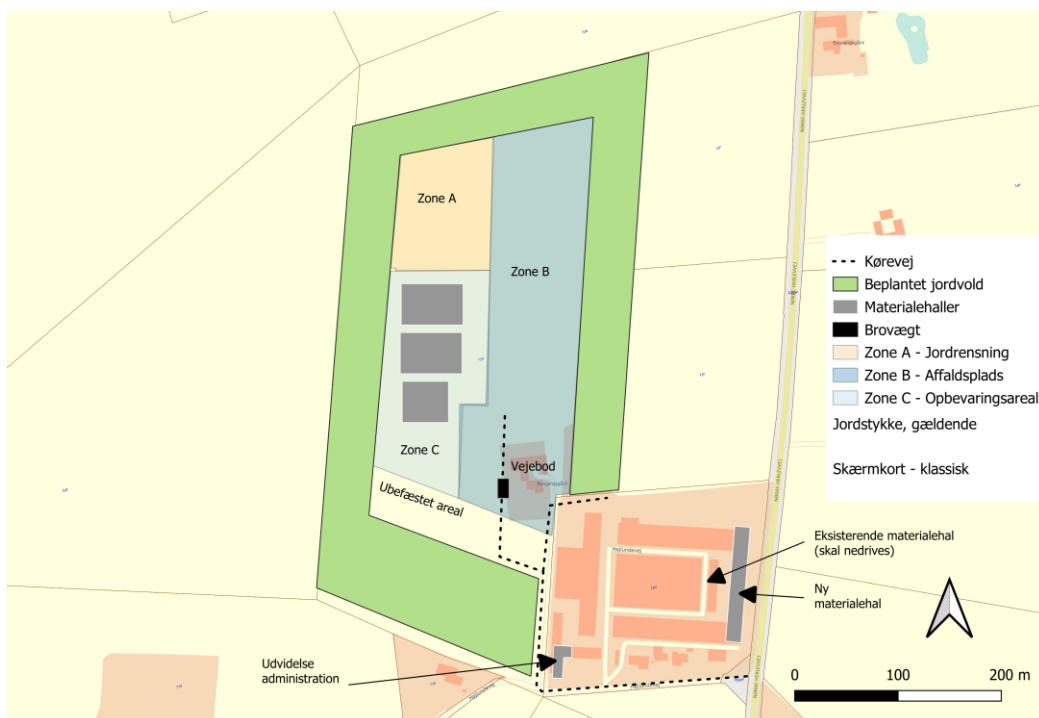 Zone A
Zone B
Zone C
Vejebod
Ubefæstet areal
Kørevej
Beplantet jordvold
Materialehaller
Brovægt
Zone A - Jordrensning
Zone B - Affaldsplads
Zone C - Opbevaringsareal
Jordstykke, gældende
Skærmkort - klassisk
Eksisterende materialehal
(skal nedrives)
Ny
materialehal
Udvidelse
administration
0 100 200 m